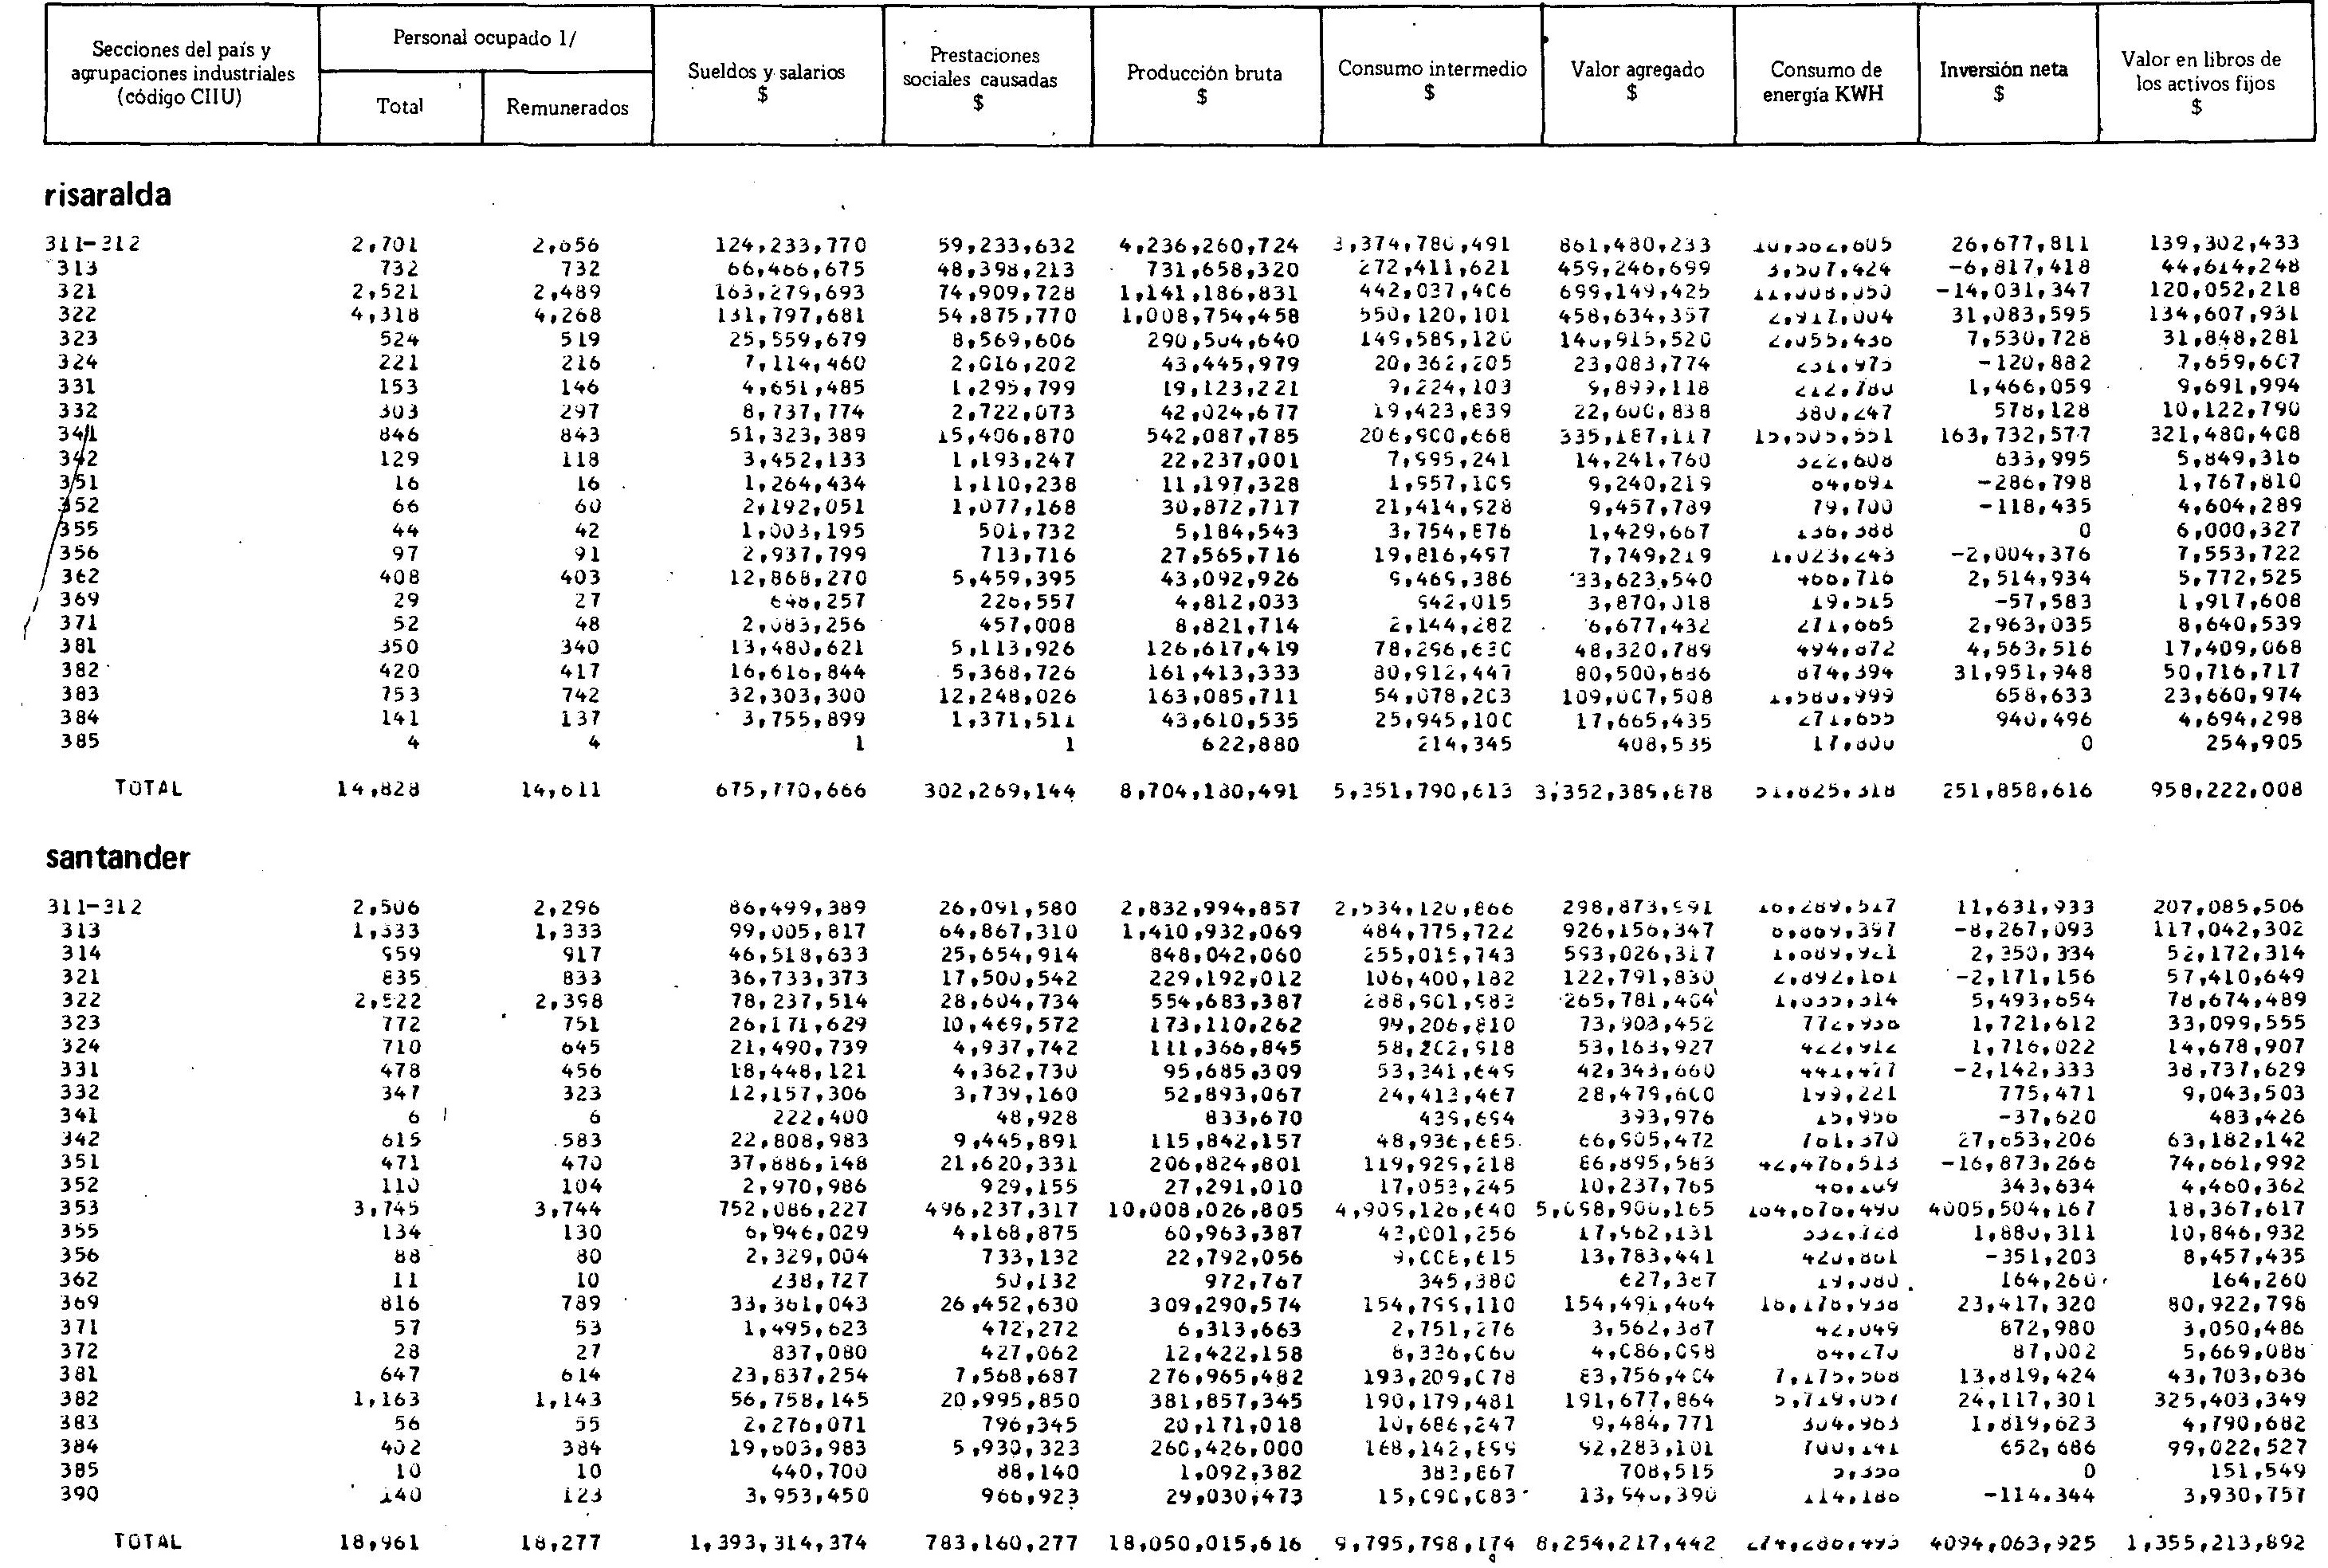 Secciones del país y agrupaciones industriales (código CIIU) | Personal ocupado 1/ Total | Remunerados | Sueldos y salarios $ | Prestaciones sociales causadas $ | Producción bruta $ | Consumo intermedio $ | Valor agregado $ | Consumo de energía KWH | Inversión neta $ | Valor en libros de los activos fijos $
risaralda
311-312 2,701 2,656 124,233,770 59,233,632 4,236,260,724 3,374,780,491 861,480,233 26,677,811 139,302,433
313 732 732 66,466,675 48,398,213 731,658,320 272,411,621 459,246,699 3,507,424 -6,817,418 44,614,248
321 2,521 2,489 163,279,693 74,909,728 1,141,186,831 442,037,406 699,149,425 -14,031,347 120,052,218
322 4,318 4,268 131,797,681 54,875,770 1,008,754,458 550,120,101 458,634,357 2,917,004 31,083,595 134,607,931
323 524 519 25,559,679 8,569,606 290,504,640 149,589,120 140,915,520 2,055,436 7,530,728 31,848,281
324 221 216 7,114,460 2,016,202 43,445,979 20,362,205 23,083,774 231,975 -120,882 7,659,607
331 153 146 4,651,485 1,295,799 19,123,221 9,224,103 9,899,118 212,780 1,466,059 9,691,994
332 303 297 8,737,774 2,722,073 42,024,677 19,423,839 22,600,838 380,247 578,128 10,122,790
341 846 843 51,323,389 15,406,870 542,087,785 206,900,668 335,187,117 15,505,551 163,732,577 321,480,408
342 129 118 3,452,133 1,193,247 22,237,001 7,995,241 14,241,760 322,608 633,995 5,849,316
351 16 16 1,264,434 1,110,238 11,197,328 1,957,109 9,240,219 64,691 -286,798 1,767,810
352 66 60 2,192,051 1,077,168 30,872,717 21,414,928 9,457,789 79,700 -118,435 4,604,289
355 44 42 1,003,195 501,732 5,184,543 3,754,876 1,429,667 136,388 0 6,000,327
356 97 91 2,937,799 713,716 27,565,716 19,816,497 7,749,219 1,023,243 -2,004,376 7,553,722
362 408 403 12,868,270 5,459,395 43,092,926 9,469,386 33,623,540 466,716 2,514,934 5,772,525
369 29 27 648,257 226,557 4,812,033 942,015 3,870,018 19,515 -57,583 1,917,608
371 52 48 2,083,256 457,008 8,821,714 2,144,282 6,677,432 271,665 2,963,035 8,640,539
381 350 340 13,480,621 5,113,926 126,617,419 78,296,630 48,320,789 494,872 4,563,516 17,409,068
382 420 417 16,616,844 5,368,726 161,413,333 80,912,447 80,500,886 874,394 31,951,948 50,716,717
383 753 742 32,303,300 12,248,026 163,085,711 54,078,203 109,007,508 1,580,999 658,633 23,660,974
384 141 137 3,755,899 1,371,511 43,610,535 25,945,100 17,665,435 271,655 940,496 4,694,298
385 4 4 1 1 622,880 214,345 408,535 17,800 0 254,905
TOTAL 14,828 14,611 675,770,666 302,269,144 8,704,180,491 5,351,790,613 3,352,389,878 51,825,318 251,858,616 958,222,008
santander
311-312 2,506 2,296 86,499,389 26,091,580 2,832,994,857 2,534,120,866 298,873,991 16,289,517 11,631,933 207,085,506
313 1,333 1,333 99,005,817 64,867,310 1,410,932,069 484,775,722 926,156,347 -8,267,093 117,042,302
314 959 917 46,518,633 25,654,914 848,042,060 255,015,743 593,026,317 1,689,921 2,350,334 52,172,314
321 835 833 36,733,373 17,500,542 229,192,012 106,400,182 122,791,830 2,892,161 -2,171,156 57,410,649
322 2,522 2,398 78,237,514 28,604,734 554,683,387 288,901,983 265,781,404 5,493,654 78,674,489
323 772 751 26,171,629 10,469,572 173,110,262 99,206,810 73,903,452 772,938 1,721,612 33,099,555
324 710 645 21,490,739 4,937,742 111,366,845 58,202,918 53,163,927 422,912 1,716,022 14,678,907
331 478 456 18,448,121 4,362,730 95,685,309 53,341,649 42,343,660 441,477 -2,142,333 38,737,629
332 347 323 12,157,306 3,739,160 52,893,067 24,413,467 28,479,600 199,221 775,471 9,043,503
341 6 6 222,400 48,928 833,670 439,694 393,976 15,956 -37,620 483,426
342 615 583 22,808,983 9,445,891 115,842,157 48,936,685 66,905,472 761,370 27,653,206 63,182,142
351 471 470 37,886,148 21,620,331 206,824,801 119,929,218 86,895,583 42,476,513 -16,873,266 74,661,992
352 110 104 2,970,986 929,155 27,291,010 17,053,245 10,237,765 46,109 343,634 4,460,362
353 3,745 3,744 752,086,227 496,237,317 10,008,026,805 4,909,126,640 5,098,900,165 164,676,490 4005,504,167 18,367,617
355 134 130 6,946,029 4,168,875 60,963,387 43,001,256 17,962,131 532,728 1,880,311 10,846,932
356 88 80 2,329,004 733,132 22,792,056 9,008,615 13,783,441 420,861 -351,203 8,457,435
362 11 10 238,727 50,132 972,767 345,380 627,387 19,080 164,260 164,260
369 816 789 33,361,043 26,452,630 309,290,574 154,799,110 154,491,464 18,178,938 23,417,320 80,922,798
371 57 53 1,495,623 472,272 6,313,663 2,751,276 3,562,387 42,049 872,980 3,050,486
372 28 27 837,080 427,062 12,422,158 8,336,060 4,086,098 84,270 87,002 5,669,088
381 647 614 23,837,254 7,568,687 276,965,482 193,209,078 83,756,404 7,175,568 13,819,424 43,703,636
382 1,163 1,143 56,758,145 20,995,850 381,857,345 190,179,481 191,677,864 5,719,057 24,117,301 325,403,349
383 56 55 2,276,071 796,345 20,171,018 10,686,247 9,484,771 304,963 1,819,623 4,790,682
384 402 384 19,603,983 5,930,323 260,426,000 168,142,899 92,283,101 700,141 652,686 99,022,527
385 10 10 440,700 88,140 1,092,382 383,867 708,515 5,358 0 151,549
390 140 123 3,953,450 966,923 29,030,473 15,090,083 13,940,390 114,186 -114.344 3,930,757
TOTAL 18,961 18,277 1,393,314,374 783,160,277 18,050,015,616 9,795,798,174 8,254,217,442 274,286,493 4094,063,925 1,355,213,892